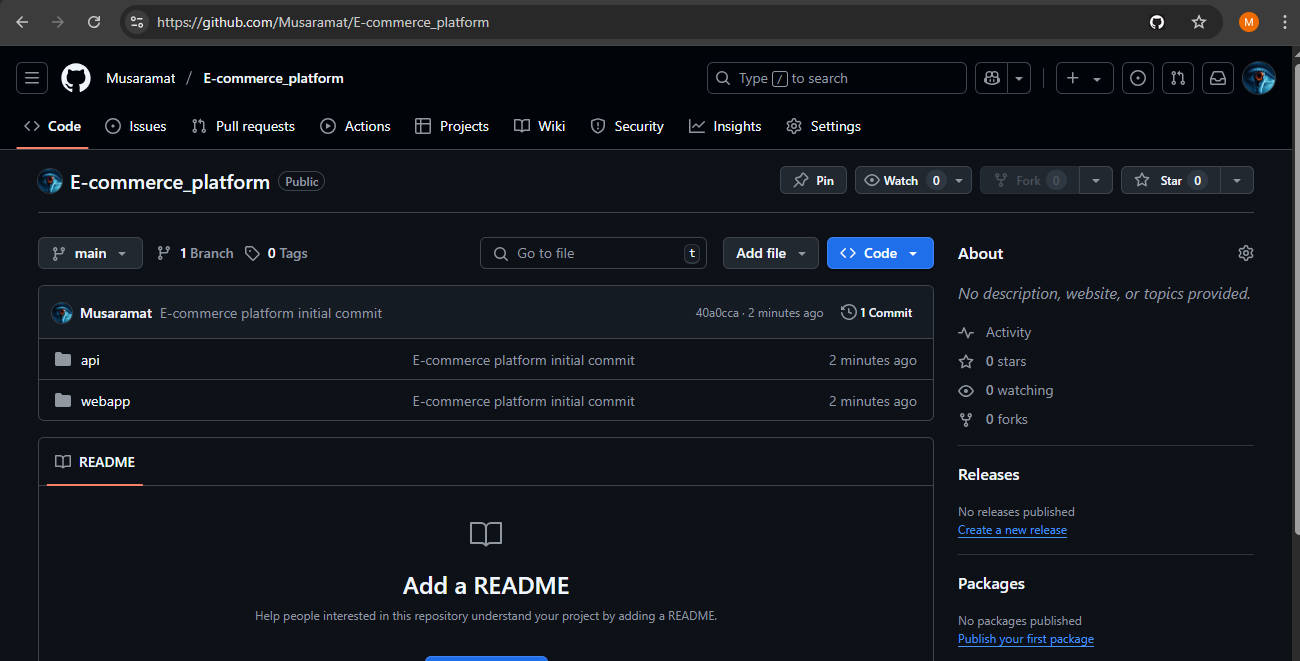 https://github.com/Musaramat/E-commerce_platform
M
Musaramat / E-commerce_platform
Type / to search
Code Issues Pull requests Actions Projects Wiki Security Insights Settings
E-commerce_platform Public
Pin Watch 0 Fork 0 Star 0
main 1 Branch 0 Tags Go to file t Add file Code
Musaramat E-commerce platform initial commit 40a0cca · 2 minutes ago 1 Commit
api E-commerce platform initial commit 2 minutes ago
webapp E-commerce platform initial commit 2 minutes ago
README
Add a README
Help people interested in this repository understand your project by adding a README.
About
No description, website, or topics provided.
Activity
0 stars
0 watching
0 forks
Releases
No releases published
Create a new release
Packages
No packages published
Publish your first package